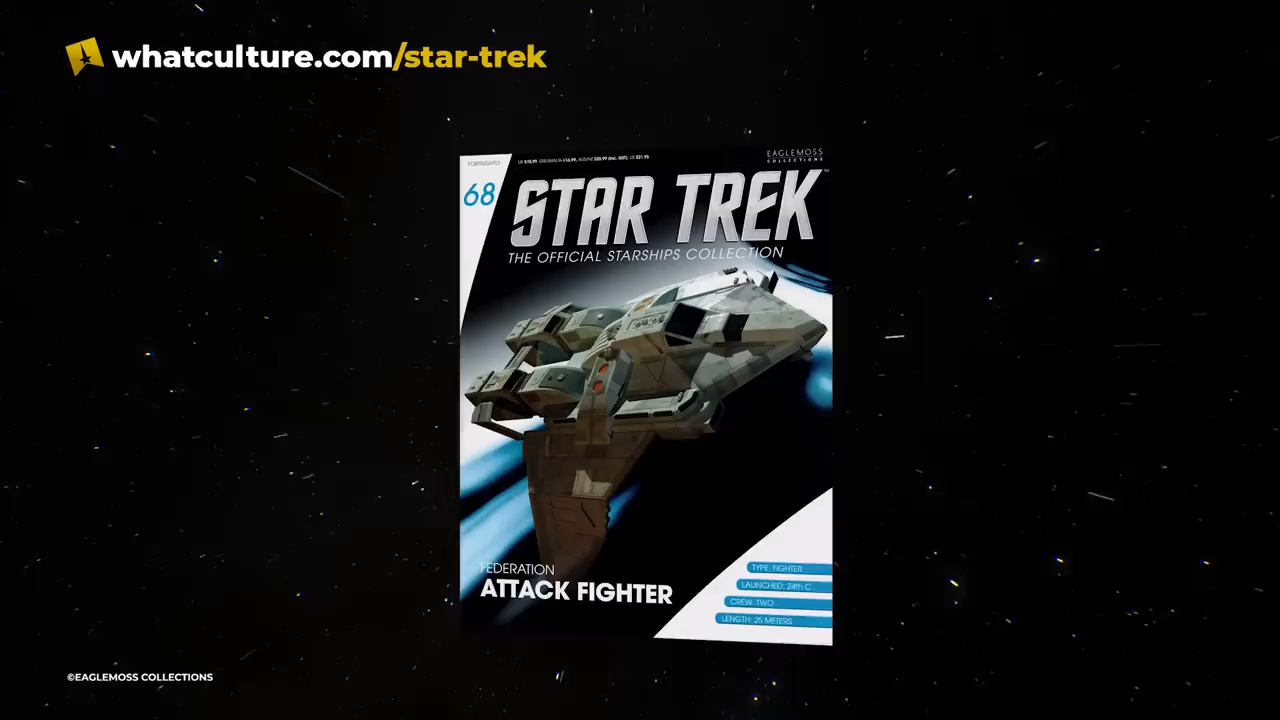 whatculture.com/star-trek
FORTNIGHTLY
EAGLEMOSS
COLLECTIONS
68
STAR TREK
THE OFFICIAL STARSHIPS COLLECTION
FEDERATION
ATTACK FIGHTER
TYPE: FIGHTER
LAUNCHED: 24th C
CREW: TWO
LENGTH: 25 METERS
©EAGLEMOSS COLLECTIONS